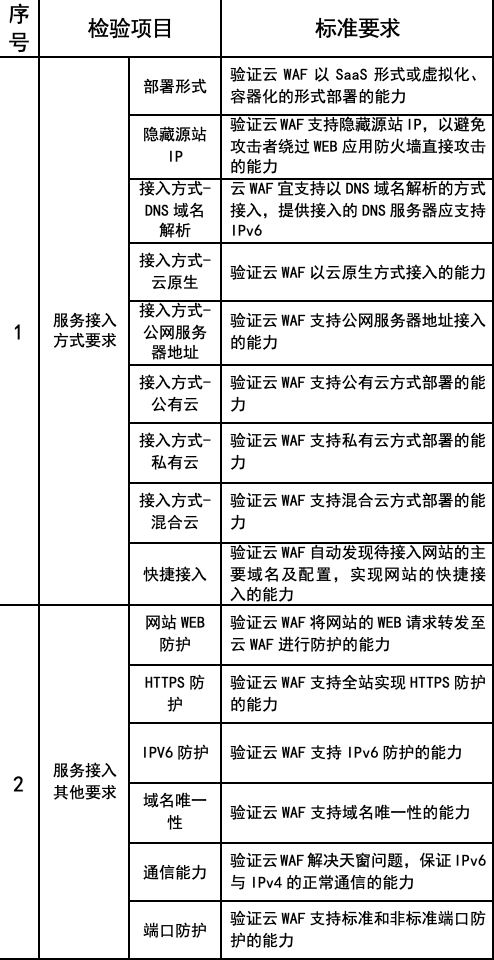 序号
检验项目
标准要求
1
服务接入
方式要求
部署形式
验证云 WAF 以 SaaS 形式或虚拟化、
容器化的形式部署的能力
隐藏源站
IP
验证云 WAF 支持隐藏源站 IP，以避免
攻击者绕过 WEB 应用防火墙直接攻击
的能力
接入方式-
DNS 域名
解析
云 WAF 宜支持以 DNS 域名解析的方式
接入，提供接入的 DNS 服务器应支持
IPv6
接入方式-
云原生
验证云 WAF 以云原生方式接入的能力
接入方式-
公网服务
器地址
验证云 WAF 支持公网服务器地址接入
的能力
接入方式-
公有云
验证云 WAF 支持公有云方式部署的能
力
接入方式-
私有云
验证云 WAF 支持私有云方式部署的能
力
接入方式-
混合云
验证云 WAF 支持混合云方式部署的能
力
快捷接入
验证云 WAF 自动发现待接入网站的主
要域名及配置，实现网站的快捷接
入的能力
2
服务接入
其他要求
网站 WEB
防护
验证云 WAF 将网站的 WEB 请求转发至
云 WAF 进行防护的能力
HTTPS 防
护
验证云 WAF 支持全站实现 HTTPS 防护
的能力
IPV6 防护
验证云 WAF 支持 IPv6 防护的能力
域名唯一
性
验证云 WAF 支持域名唯一性的能力
通信能力
验证云 WAF 解决天窗问题，保证 IPv6
与 IPv4 的正常通信的能力
端口防护
验证云 WAF 支持标准和非标准端口防
护的能力